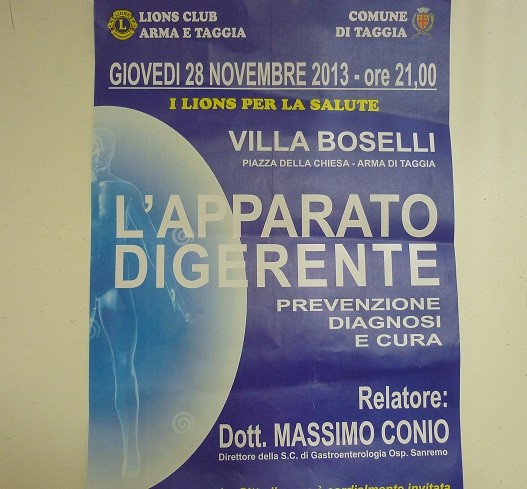 LIONS CLUB
ARMA E TAGGIA
COMUNE
DI TAGGIA
GIOVEDI 28 NOVEMBRE 2013 - ore 21,00
I LIONS PER LA SALUTE
VILLA BOSELLI
PIAZZA DELLA CHIESA - ARMA DI TAGGIA
L'APPARATO
DIGERENTE
PREVENZIONE
DIAGNOSI
E CURA
Relatore:
Dott. MASSIMO CONIO
Direttore della S.C. di Gastroenterologia Osp. Sanremo
cordialmente invitata